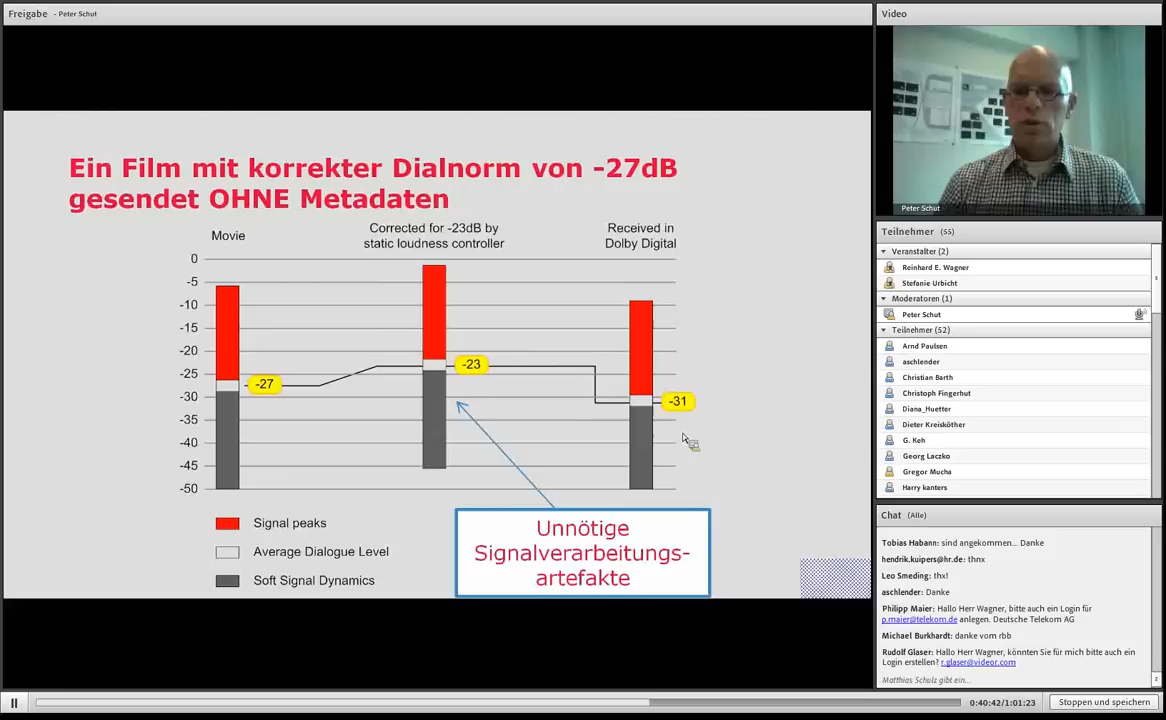 Freigabe - Peter Schut
Ein Film mit korrekter Dialnorm von -27dB
gesendet OHNE Metadaten
Movie
Corrected for -23dB by
static loudness controller
Received in
Dolby Digital
0
-5
-10
-15
-20
-25
-30
-35
-40
-45
-50
-27
-23
-31
Signal peaks
Average Dialogue Level
Soft Signal Dynamics
Unnötige
Signalverarbeitungs-
artefakte
Video
Peter Schut
Teilnehmer (55)
Veranstalter (2)
Reinhard E. Wagner
Stefanie Urbicht
Moderatoren (1)
Peter Schut
Teilnehmer (52)
Arnd Paulsen
aschlender
Christian Barth
Christoph Fingerhut
Diana_Huetter
Dieter Kreisköther
G. Keh
Georg Laczko
Gregor Mucha
Harry kanters
Chat (Alle)
Tobias Habann: sind angekommen... Danke
hendrik.kuipers@hr.de: thnx
Leo Smeding: thx!
aschlender: Danke
Philipp Maier: Hallo Herr Wagner, bitte auch ein Login für
p.maier@telekom.de anlegen. Deutsche Telekom AG
Michael Burkhardt: danke vom rbb
Rudolf Glaser: Hallo Herr Wagner, könnten Sie für mich bitte auch ein
Login erstellen? r.glaser@videor.com
Matthias Schulz gibt ein...
0:40:42/1:01:23
Stoppen und speichern